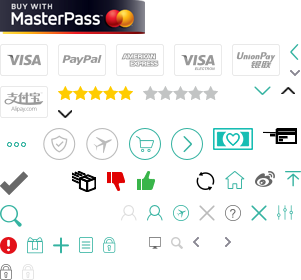 BUY WITH
MasterPass
VISA
PayPal
AMERICAN EXPRESS
VISA
ELECTRON
UnionPay
银联
支付宝
Alipay.com